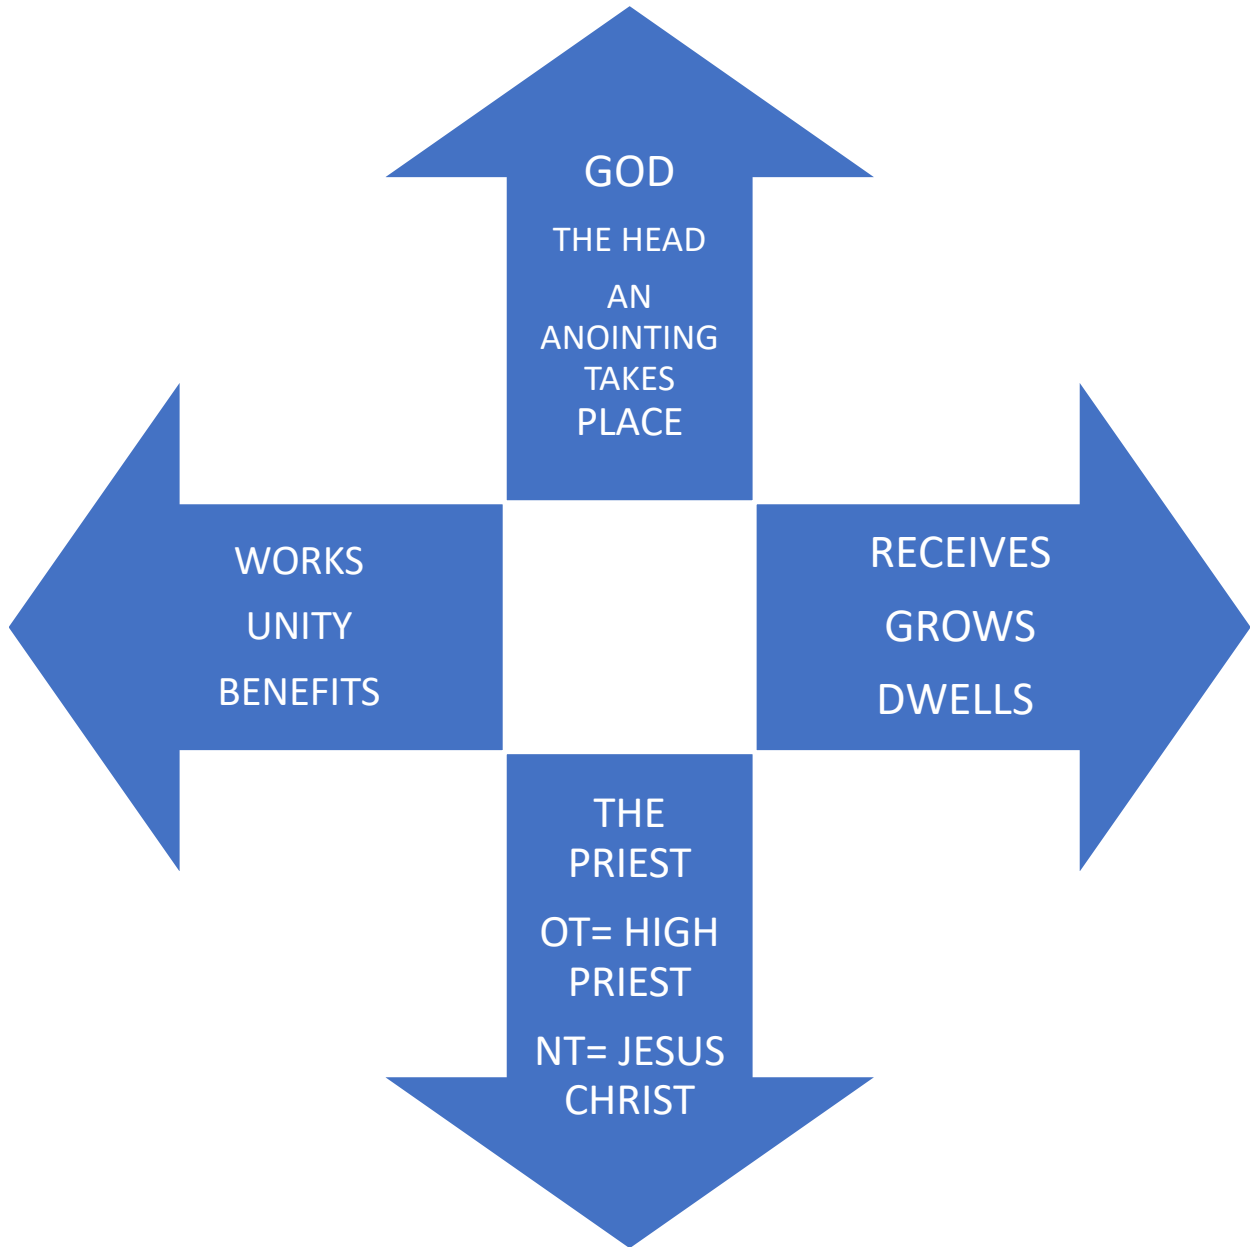 GOD
THE HEAD
AN
ANOINTING
TAKES
PLACE
WORKS
UNITY
BENEFITS
RECEIVES
GROWS
DWELLS
THE
PRIEST
OT= HIGH
PRIEST
NT= JESUS
CHRIST